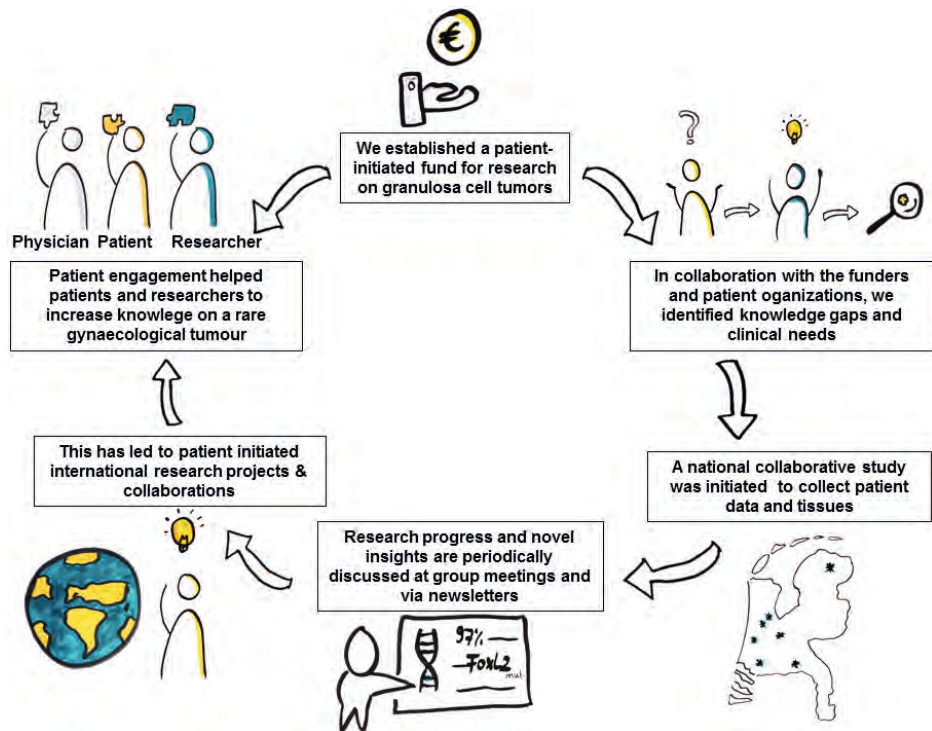 €
We established a patient-
initiated fund for research
on granulosa cell tumors
?
In collaboration with the funders
and patient oganizations, we
identified knowledge gaps and
clinical needs
A national collaborative study
was initiated to collect patient
data and tissues
Research progress and novel
insights are periodically
discussed at group meetings and
via newsletters
97%
FoxL2
mut
This has led to patient initiated
international research projects &
collaborations
Physician Patient Researcher
Patient engagement helped
patients and researchers to
increase knowlege on a rare
gynaecological tumour